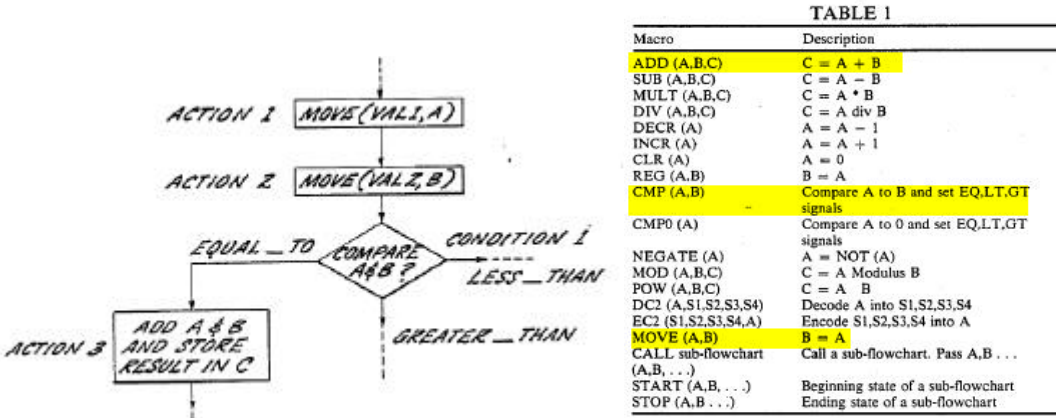 ACTION 1 MOVE(VAL1,A)
ACTION 2 MOVE(VAL2,B)
COMPARE
A&B?
EQUAL_TO
CONDITION 1
LESS_THAN
GREATER_THAN
ACTION 3
ADD A & B
AND STORE
RESULT IN C
TABLE 1
Macro Description
ADD (A,B,C) C = A + B
SUB (A,B,C) C = A − B
MULT (A,B,C) C = A * B
DIV (A,B,C) C = A div B
DECR (A) A = A − 1
INCR (A) A = A + 1
CLR (A) A = 0
REG (A,B) B = A
CMP (A,B) Compare A to B and set EQ,LT,GT
signals
CMP0 (A) Compare A to 0 and set EQ,LT,GT
signals
NEGATE (A) A = NOT (A)
MOD (A,B,C) C = A Modulus B
POW (A,B,C) C = A B
DC2 (A,S1,S2,S3,S4) Decode A into S1,S2,S3,S4
EC2 (S1,S2,S3,S4,A) Encode S1,S2,S3,S4 into A
MOVE (A,B) B = A
CALL sub-flowchart Call a sub-flowchart. Pass A,B . . .
(A,B, . . .)
START (A,B, . . .) Beginning state of a sub-flowchart
STOP (A,B . . .) Ending state of a sub-flowchart